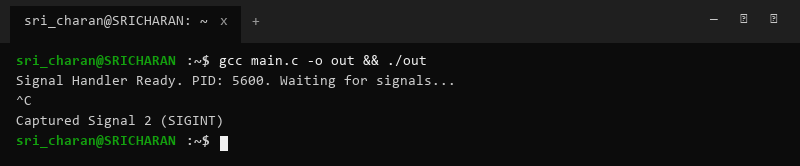 sri_charan@SRICHARAN: ~ x +
sri_charan@SRICHARAN :~$ gcc main.c -o out && ./out
Signal Handler Ready. PID: 5600. Waiting for signals...
^C
Captured Signal 2 (SIGINT)
sri_charan@SRICHARAN :~$